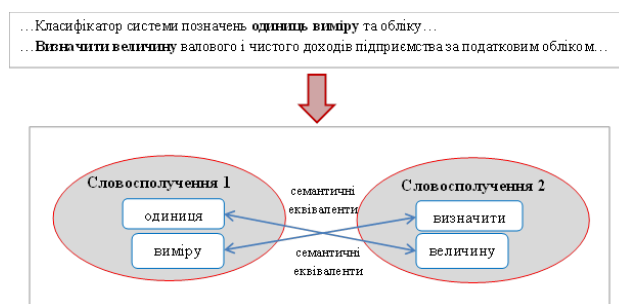 …Класифікатор системи позначень одиниць виміру та обліку…
…Визначити величину валового і чистого доходів підприємства за податковим обліком…
Словосполучення 1
семантичні
еквіваленти
Словосполучення 2
одиниця
визначити
виміру
величину
семантичні
еквіваленти